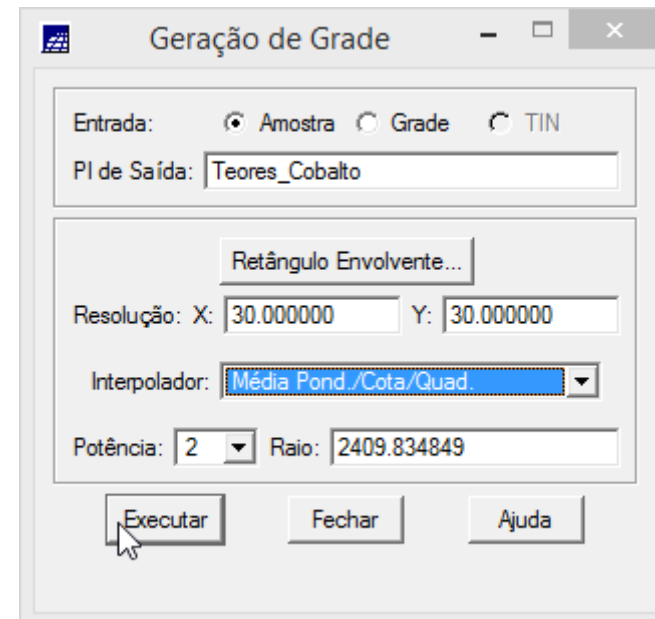 Geração de Grade
Entrada: Amostra Grade TIN
PI de Saída: Teores_Cobalto
Retângulo Envolvente...
Resolução: X: 30.000000 Y: 30.000000
Interpolador: Média Pond./Cota/Quad.
Potência: 2 Raio: 2409.834849
Executar Fechar Ajuda